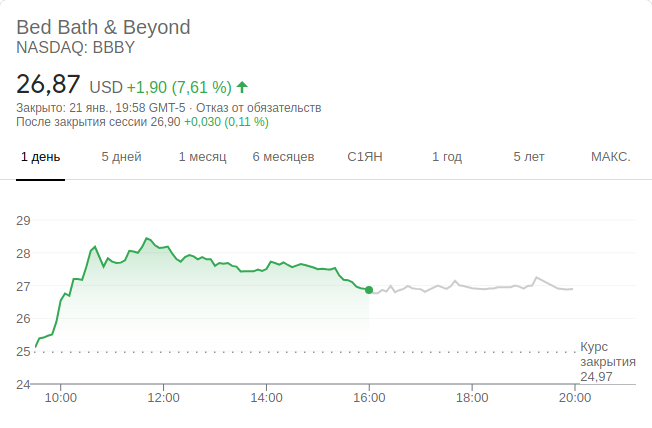 Bed Bath & Beyond
NASDAQ: BBBY
26,87 USD +1,90 (7,61 %)
Закрыто: 21 янв., 19:58 GMT-5 · Отказ от обязательств
После закрытия сессии 26,90 +0,030 (0,11 %)
1 день 5 дней 1 месяц 6 месяцев С1ЯН 1 год 5 лет МАКС.
29
28
27
26
25
24
Курс
закрытия
24,97
10:00 12:00 14:00 16:00 18:00 20:00